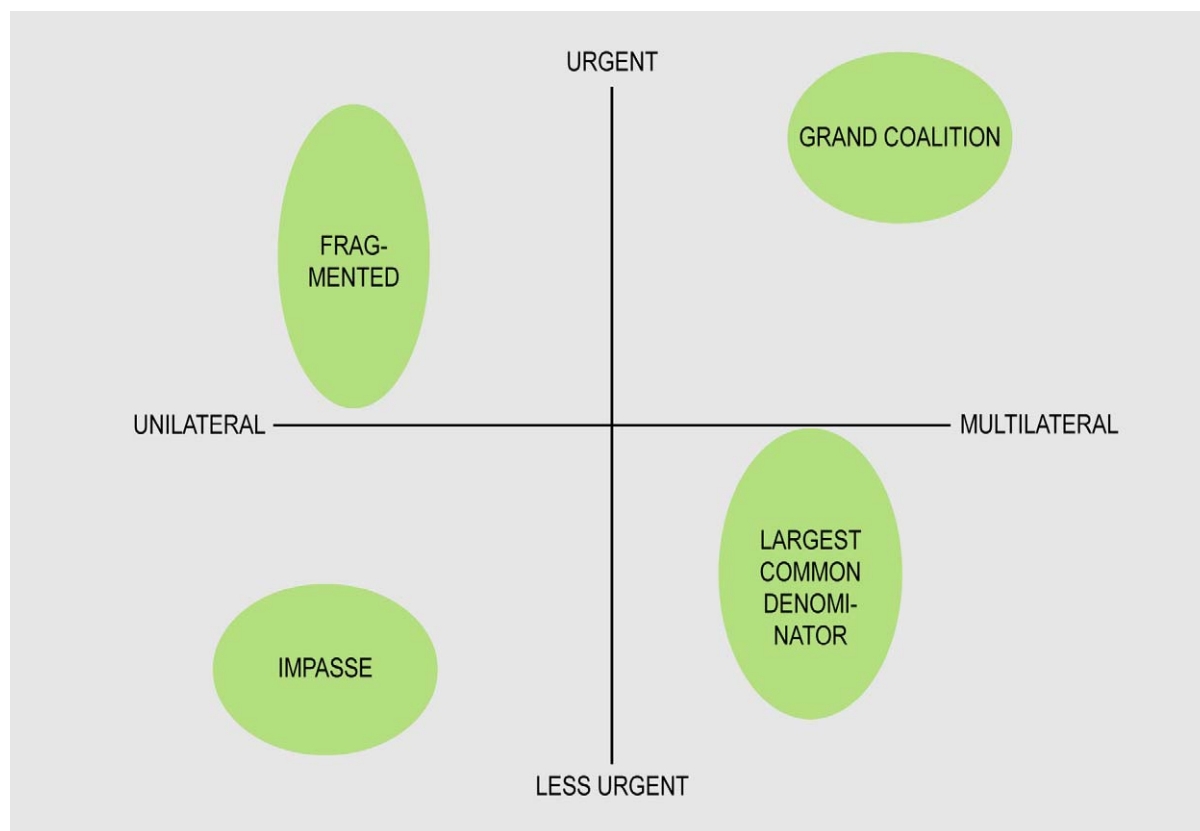 URGENT
GRAND COALITION
FRAG-
MENTED
UNILATERAL
MULTILATERAL
LARGEST
COMMON
DENOMI-
NATOR
IMPASSE
LESS URGENT